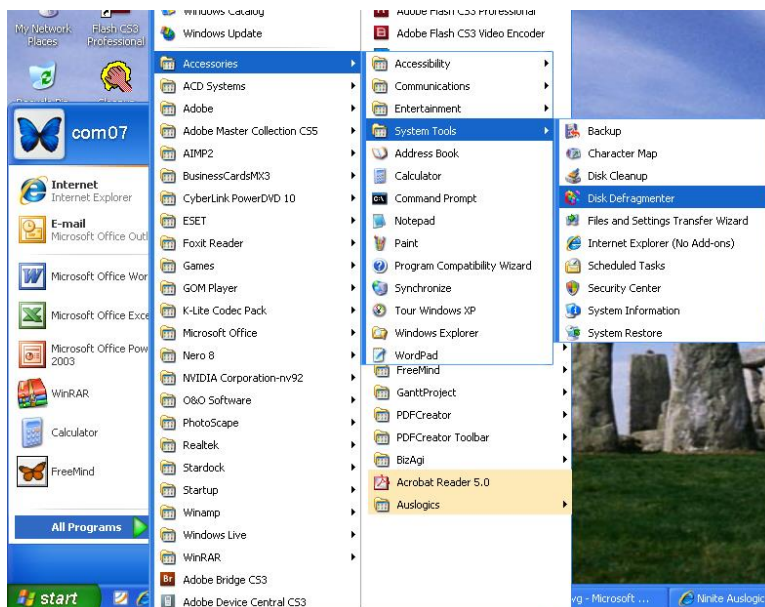 My Network
Places
Flash CS3
Professional
com07
Internet
Internet Explorer
E-mail
Microsoft Office Outl
Microsoft Office Wor
Microsoft Office Exce
Microsoft Office Pow
2003
WinRAR
Calculator
FreeMind
All Programs
start
Windows Catalog
Windows Update
Accessories
ACD Systems
Adobe
Adobe Master Collection CS5
AIMP2
BusinessCardsMX3
CyberLink PowerDVD 10
ESET
Foxit Reader
Games
GOM Player
K-Lite Codec Pack
Microsoft Office
Nero 8
NVIDIA Corporation-nv92
O&O Software
PhotoScape
Realtek
Stardock
Startup
Winamp
Windows Live
WinRAR
Adobe Bridge CS3
Adobe Device Central CS3
Adobe Flash CS3 Professional
Adobe Flash CS3 Video Encoder
Accessibility
Communications
Entertainment
System Tools
Address Book
Calculator
Command Prompt
Notepad
Paint
Program Compatibility Wizard
Synchronize
Tour Windows XP
Windows Explorer
WordPad
FreeMind
GanttProject
PDFCreator
PDFCreator Toolbar
BizAgi
Acrobat Reader 5.0
Auslogics
Backup
Character Map
Disk Cleanup
Disk Defragmenter
Files and Settings Transfer Wizard
Internet Explorer (No Add-ons)
Scheduled Tasks
Security Center
System Information
System Restore
vg - Microsoft ...
Ninite Auslogic